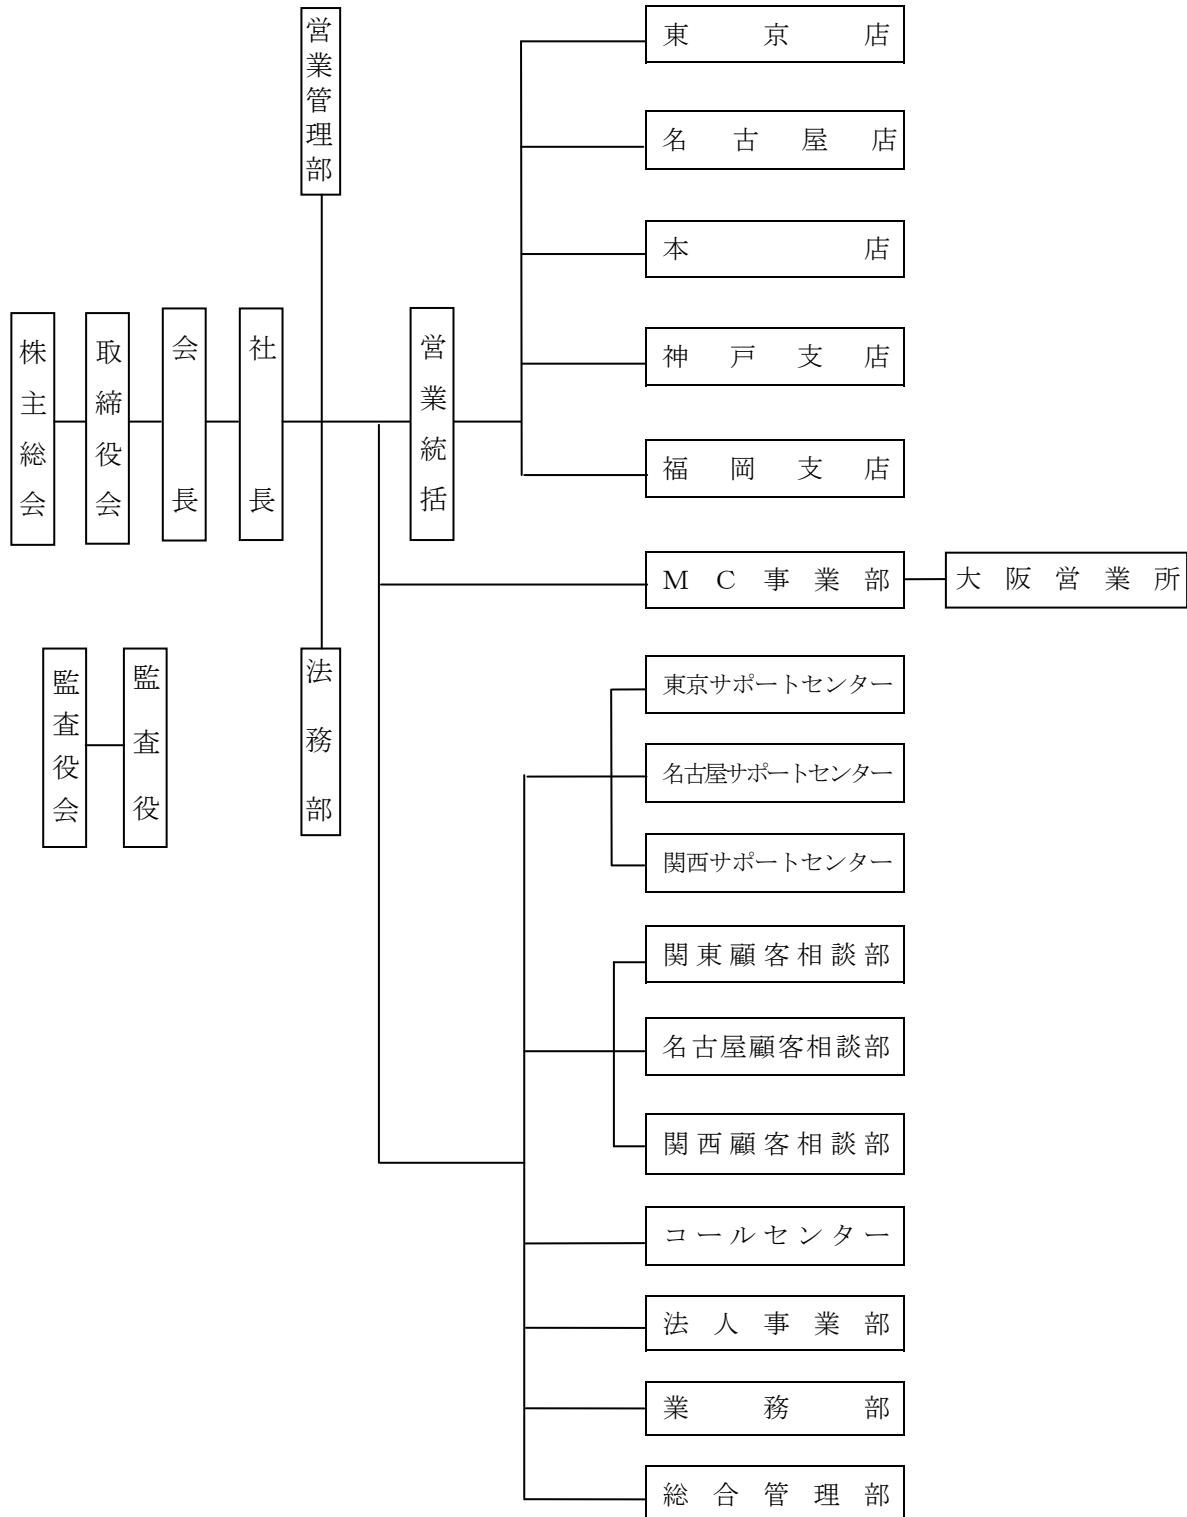 営業管理部
株主総会
取締役会
会長
社長
営業統括
東京店
名古屋店
本店
神戸支店
福岡支店
MC事業部
大阪営業所
監査役会
監査役
法務部
東京サポートセンター
名古屋サポートセンター
関西サポートセンター
関東顧客相談部
名古屋顧客相談部
関西顧客相談部
コールセンター
法人事業部
業務部
総合管理部